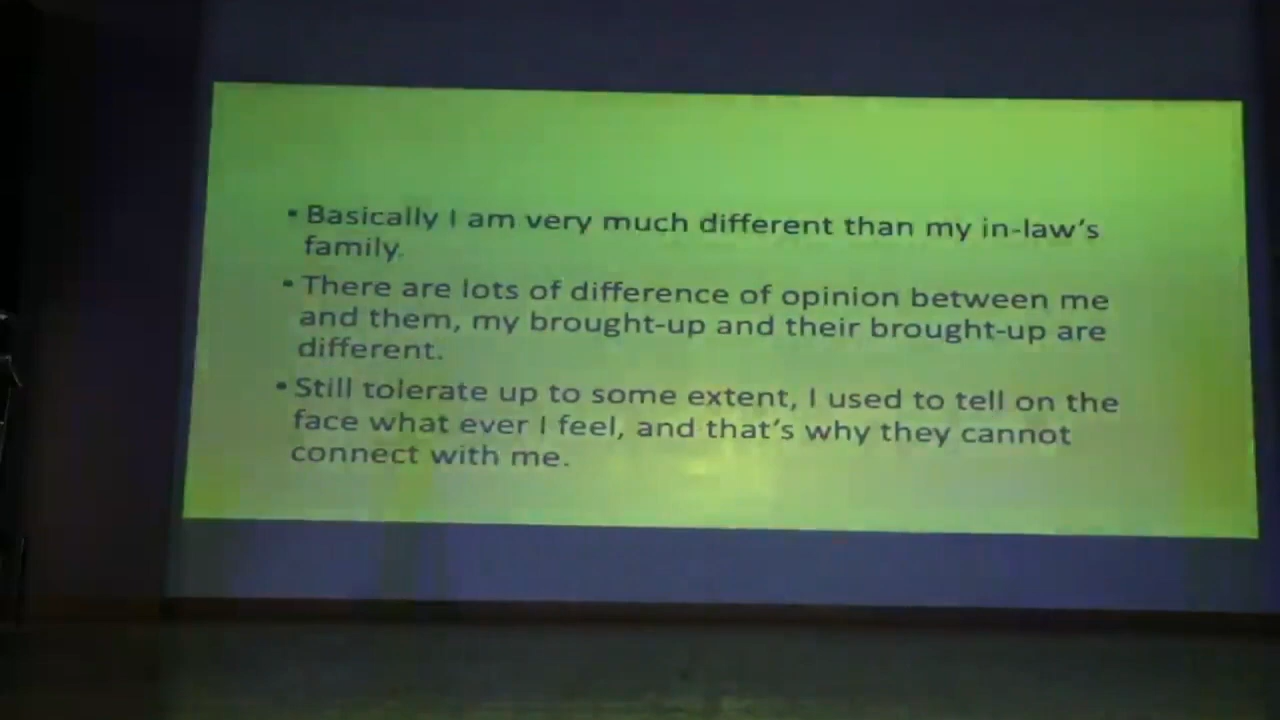 • Basically I am very much different than my in-law's
family.
• There are lots of difference of opinion between me
and them, my brought-up and their brought-up are
different.
• Still tolerate up to some extent, I used to tell on the
face what ever I feel, and that's why they cannot
connect with me.